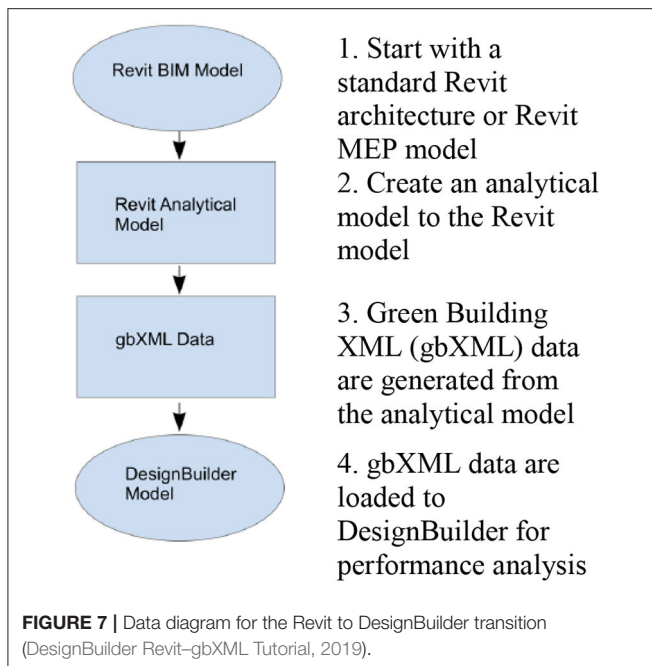 Revit BIM Model
1. Start with a
standard Revit
architecture or Revit
MEP model
Revit Analytical
Model
2. Create an analytical
model to the Revit
model
gbXML Data
3. Green Building
XML (gbXML) data
are generated from
the analytical model
DesignBuilder
Model
4. gbXML data are
loaded to
DesignBuilder for
performance analysis
FIGURE 7 | Data diagram for the Revit to DesignBuilder transition
(DesignBuilder Revit–gbXML Tutorial, 2019).